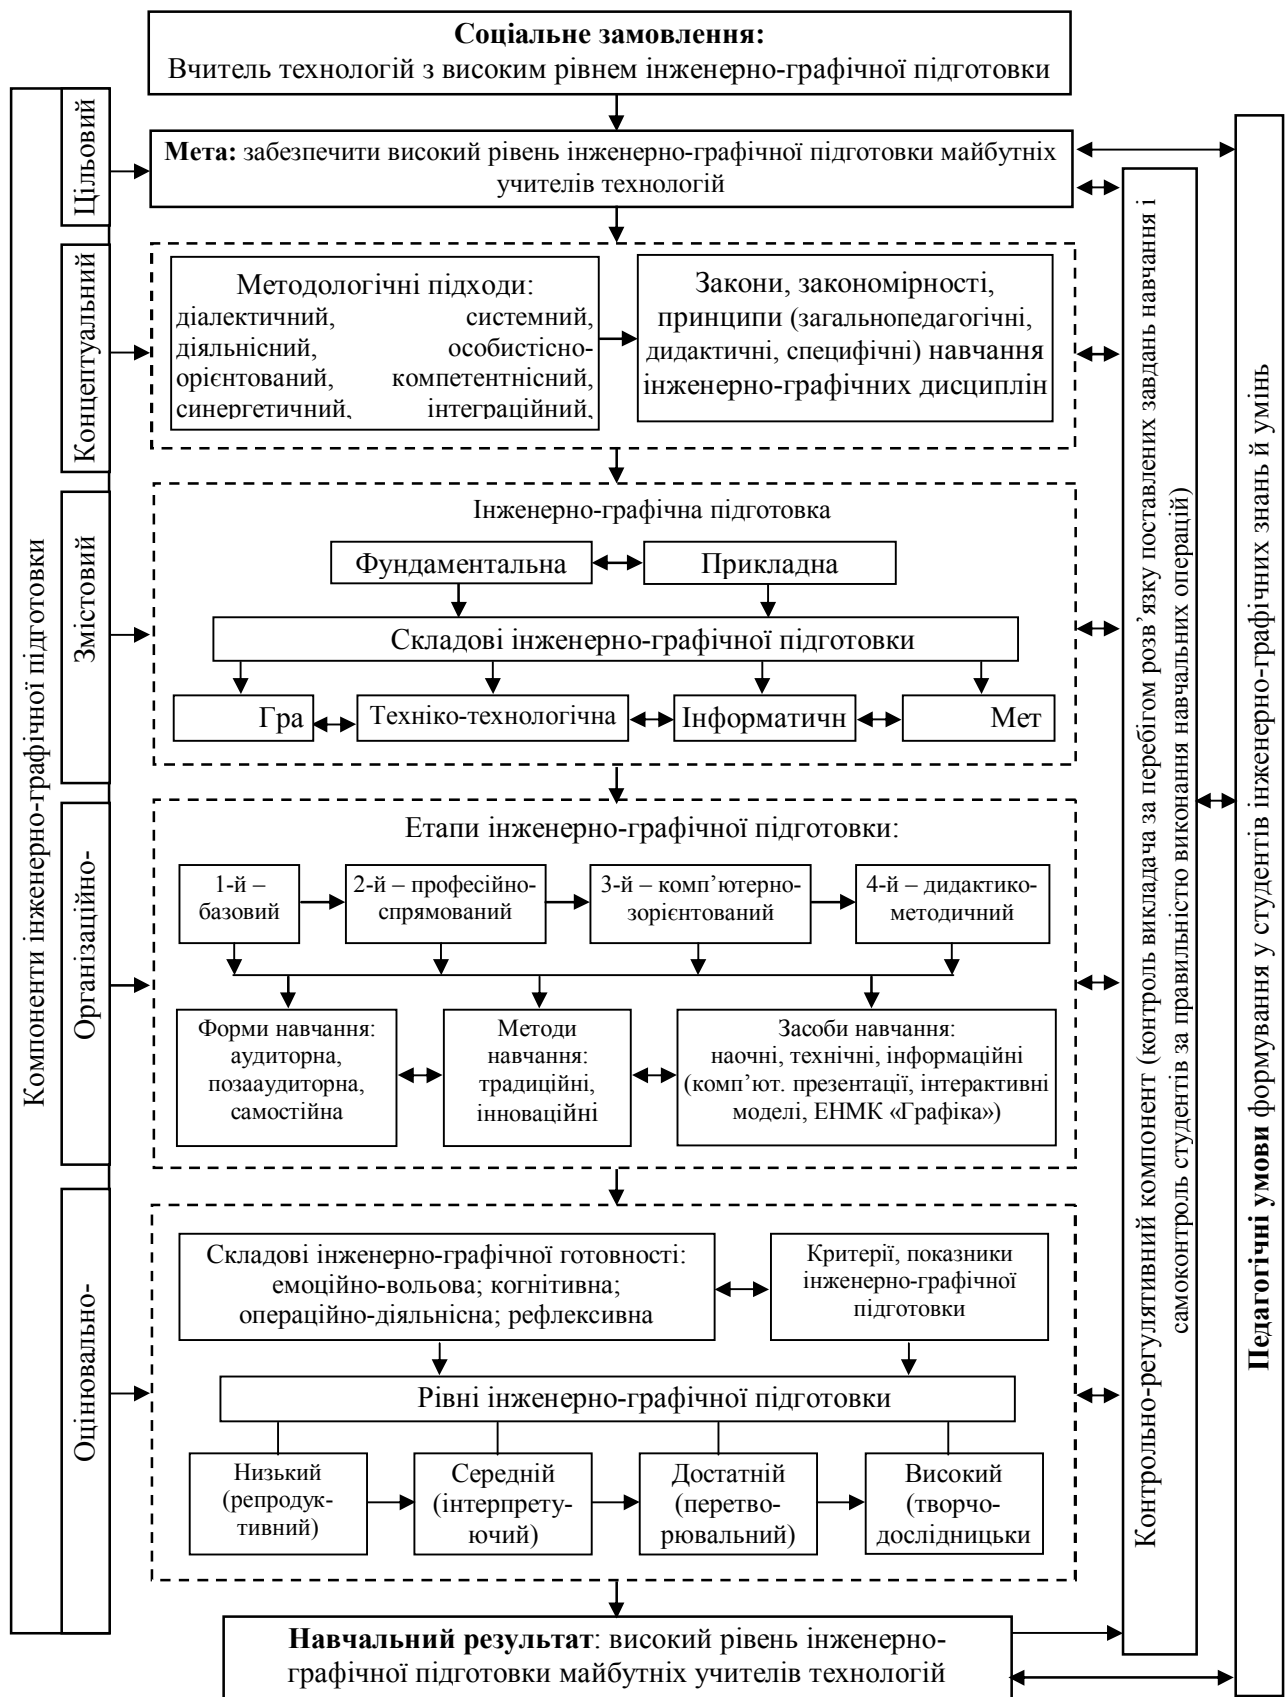 Соціальне замовлення:
Вчитель технологій з високим рівнем інженерно-графічної підготовки
Компоненти інженерно-графічної підготовки
Цільовий
Мета: забезпечити високий рівень інженерно-графічної підготовки майбутніх
учителів технологій
Концептуальний
Методологічні підходи:
діалектичний, системний,
діяльнісний, особистісно-
орієнтований, компетентнісний,
синергетичний, інтеграційний,
Закони, закономірності,
принципи (загальнопедагогічні,
дидактичні, специфічні) навчання
інженерно-графічних дисциплін
Змістовий
Інженерно-графічна підготовка
Фундаментальна
Прикладна
Складові інженерно-графічної підготовки
Гра
Техніко-технологічна
Інформатичн
Мет
Організаційно-
Етапи інженерно-графічної підготовки:
1-й –
базовий
2-й – професійно-
спрямований
3-й – комп’ютерно-
зорієнтований
4-й – дидактико-
методичний
Форми навчання:
аудиторна,
позааудиторна,
самостійна
Методи
навчання:
традиційні,
інноваційні
Засоби навчання:
наочні, технічні, інформаційні
(комп’ют. презентації, інтерактивні
моделі, ЕНМК «Графіка»)
Оцінювально-
Складові інженерно-графічної готовності:
емоційно-вольова; когнітивна;
операційно-діяльнісна; рефлексивна
Критерії, показники
інженерно-графічної
підготовки
Рівні інженерно-графічної підготовки
Низький
(репродук-
тивний)
Середній
(інтерпрету-
ючий)
Достатній
(перетво-
рювальний)
Високий
(творчо-
дослідницьки
Навчальний результат: високий рівень інженерно-
графічної підготовки майбутніх учителів технологій
Контрольно-регулятивний компонент (контроль викладача за перебігом розв’язку поставлених завдань навчання і
самоконтроль студентів за правильністю виконання навчальних операцій)
Педагогічні умови формування у студентів інженерно-графічних знань й умінь